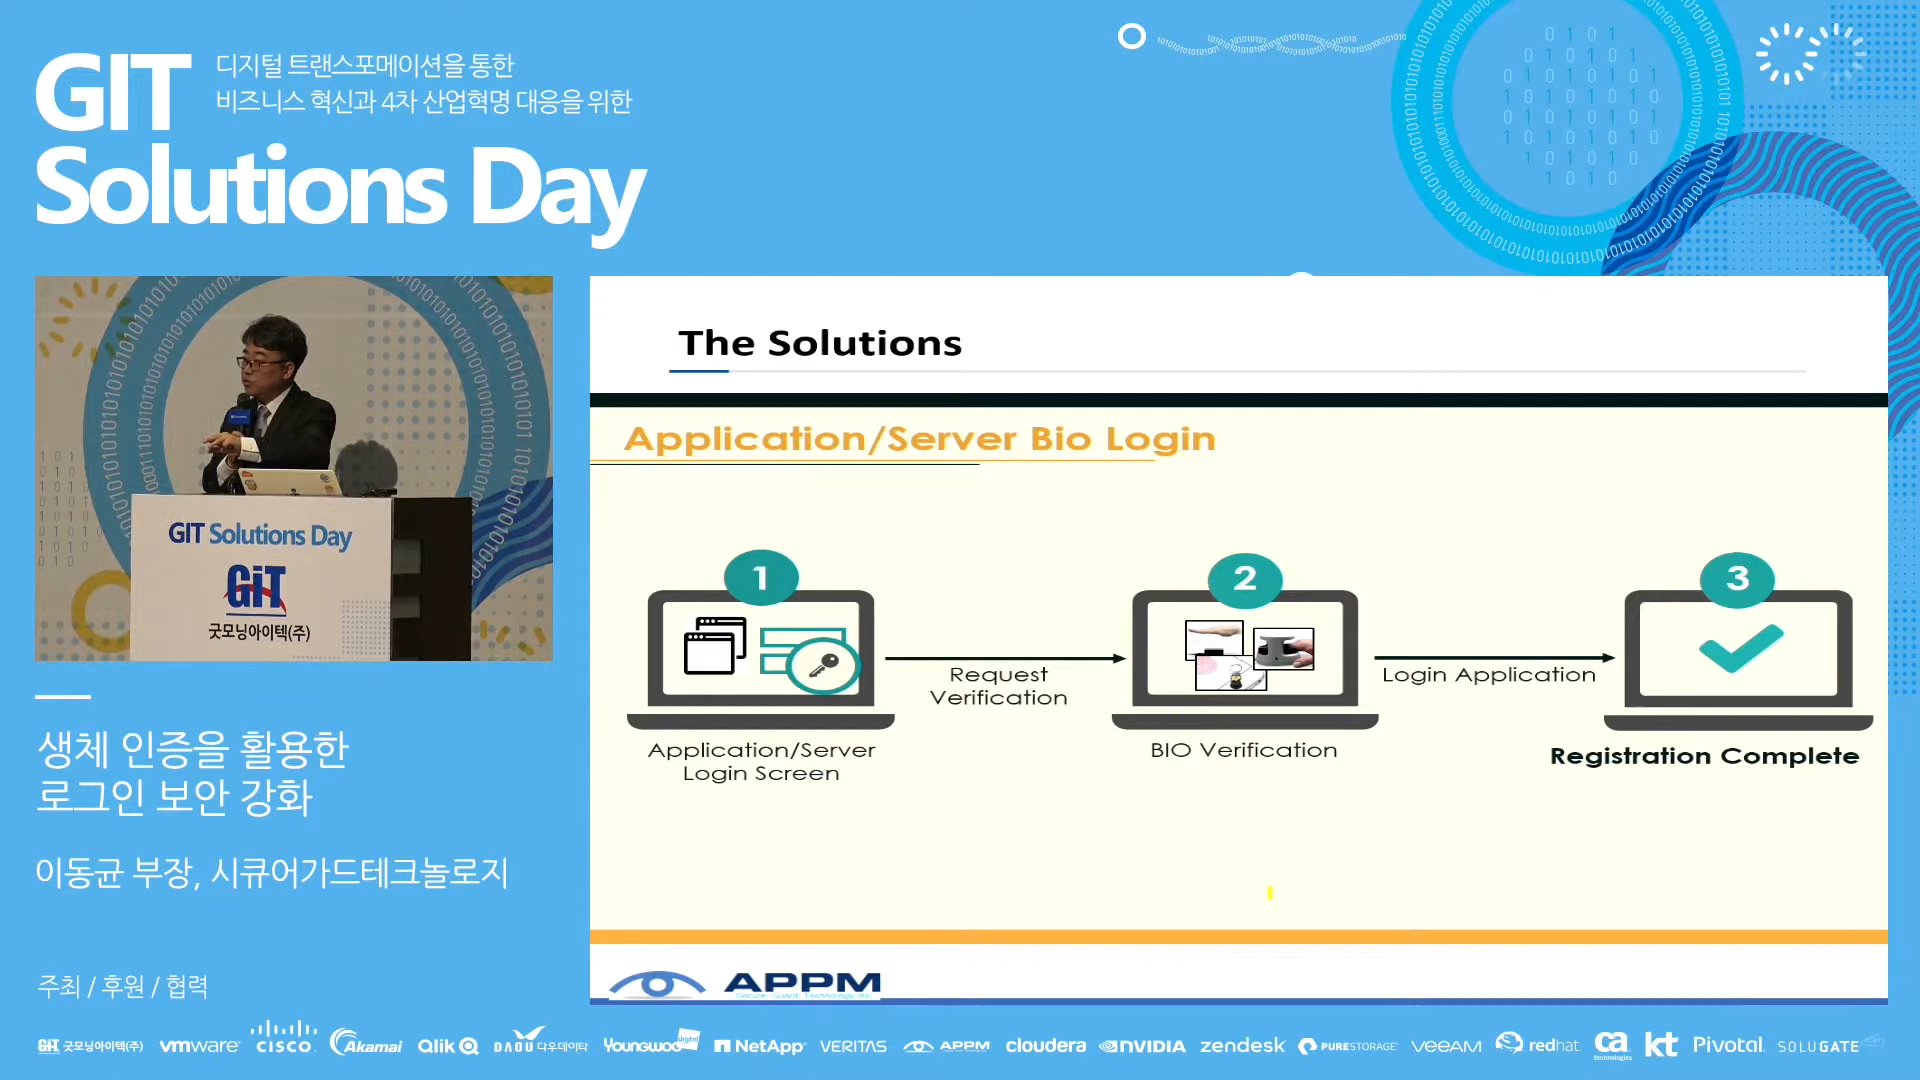 GIT
디지털 트랜스포메이션을 통한
비즈니스 혁신과 4차 산업혁명 대응을 위한
Solutions Day
GIT Solutions Day
GiT
굿모닝아이텍(주)
생체 인증을 활용한
로그인 보안 강화
이동균 부장, 시큐어가드테크놀로지
The Solutions
Application/Server Bio Login
1
2
3
Request
Verification
Login Application
Application/Server
Login Screen
BIO Verification
Registration Complete
APPM
Secure Guard Technology Inc.
주최 / 후원 / 협력
GiT 굿모닝아이텍(주) vmware CISCO Akamai Qlik DAOU 다우데이타 Youngwoo digital NetApp VERITAS APPM cloudera NVIDIA zendesk PURESTORAGE VEEAM redhat ca technologies kt Pivotal SOLUGATE